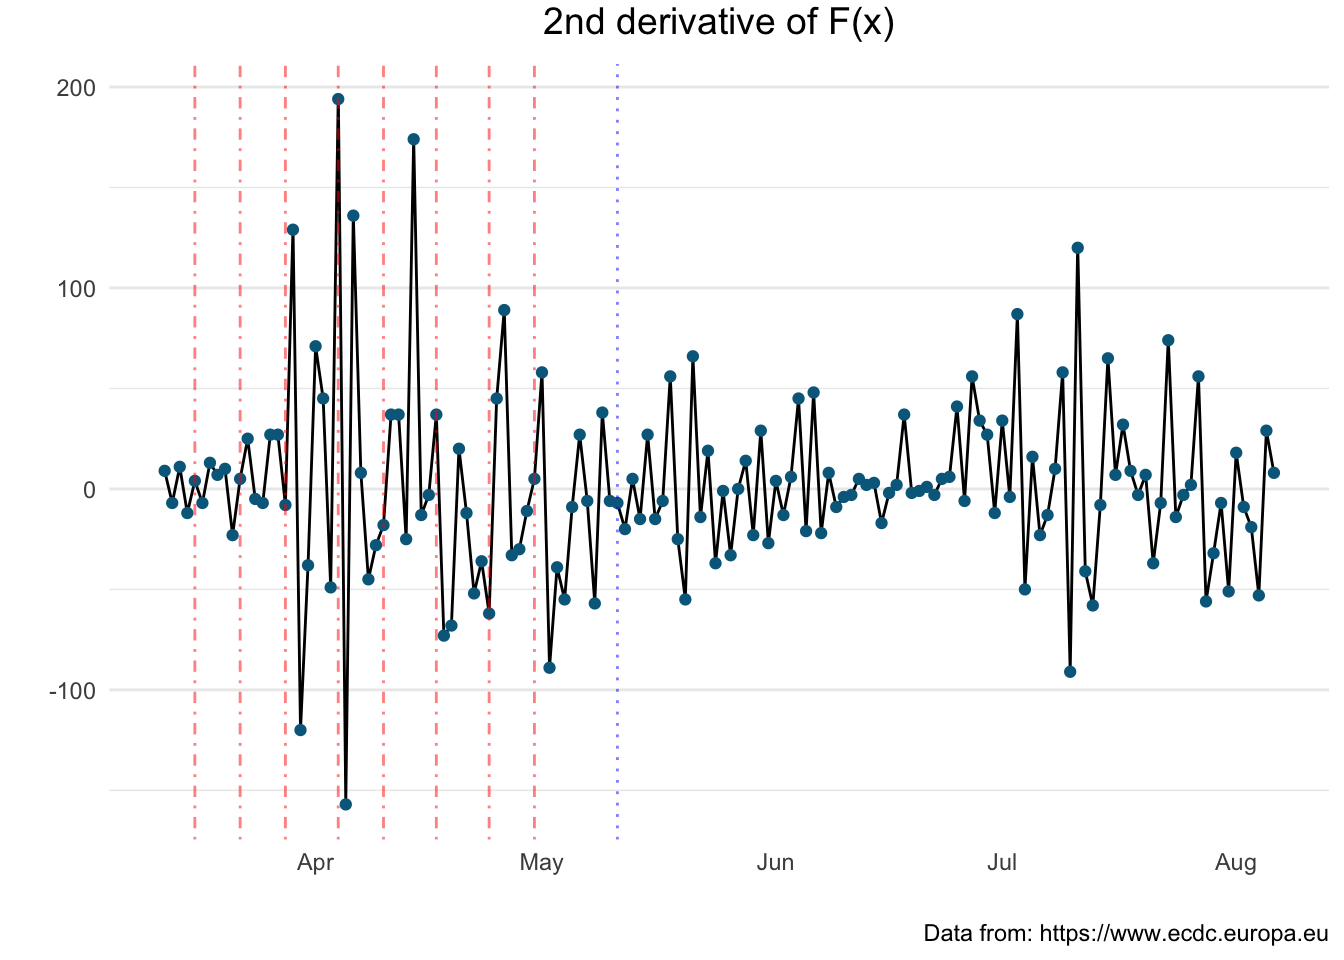 2nd derivative of F(x)
200
100
0
-100
Apr May Jun Jul Aug
Data from: https://www.ecdc.europa.eu